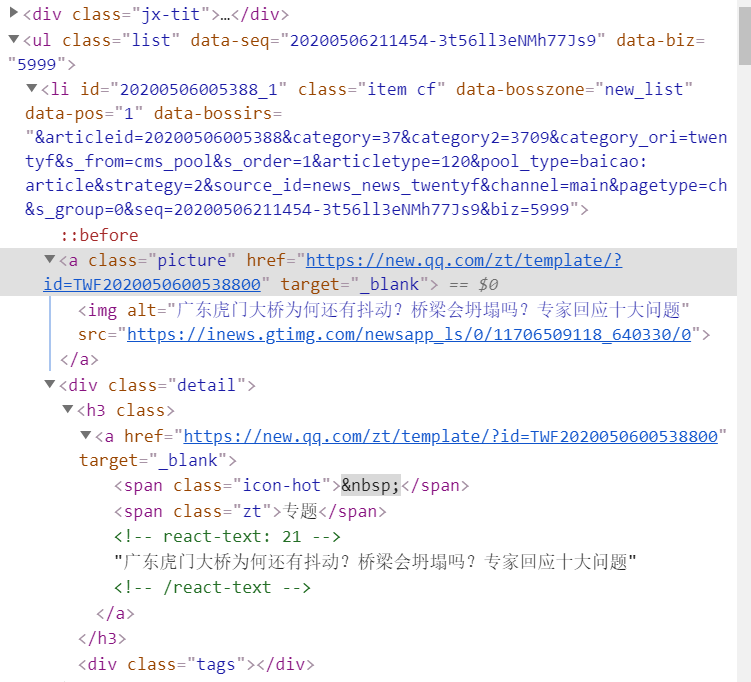 <div class="jx-tit">…</div>
<ul class="list" data-seq="20200506211454-3t56ll3eNMh77Js9" data-biz=
"5999">
<li id="20200506005388_1" class="item cf" data-bosszone="new_list"
data-pos="1" data-bossirs=
"&articleid=20200506005388&category=37&category2=3709&category_ori=twen
tyf&s_from=cms_pool&s_order=1&articletype=120&pool_type=baicao:
article&strategy=2&source_id=news_news_twentyf&channel=main&pagetype=ch
&s_group=0&seq=20200506211454-3t56ll3eNMh77Js9&biz=5999">
::before
<a class="picture" href="https://new.qq.com/zt/template/?
id=TWF2020050600538800" target="_blank"> == $0
<img alt="广东虎门大桥为何还有抖动？桥梁会坍塌吗？专家回应十大问题"
src="https://inews.gtimg.com/newsapp_ls/0/11706509118_640330/0">
</a>
<div class="detail">
<h3 class>
<a href="https://new.qq.com/zt/template/?id=TWF2020050600538800"
target="_blank">
<span class="icon-hot">&nbsp;</span>
<span class="zt">专题</span>
<!-- react-text: 21 -->
"广东虎门大桥为何还有抖动？桥梁会坍塌吗？专家回应十大问题"
<!-- /react-text -->
</a>
</h3>
<div class="tags"></div>